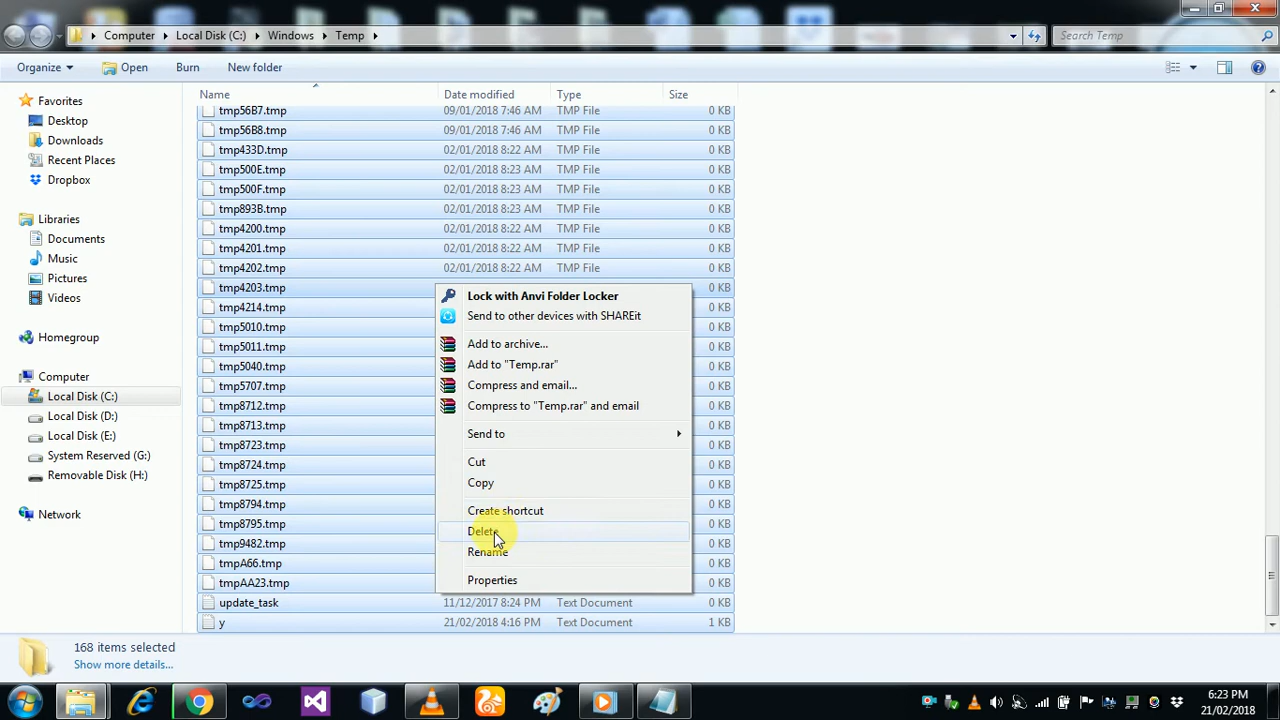 Computer Local Disk (C:) Windows Temp Search Temp
Organize Open Burn New folder
Name Date modified Type Size
Favorites
Desktop
Downloads
Recent Places
Dropbox
Libraries
Documents
Music
Pictures
Videos
Homegroup
Computer
Local Disk (C:)
Local Disk (D:)
Local Disk (E:)
System Reserved (G:)
Removable Disk (H:)
Network
tmp56B7.tmp 09/01/2018 7:46 AM TMP File 0 KB
tmp56B8.tmp 09/01/2018 7:46 AM TMP File 0 KB
tmp433D.tmp 02/01/2018 8:22 AM TMP File 0 KB
tmp500E.tmp 02/01/2018 8:23 AM TMP File 0 KB
tmp500F.tmp 02/01/2018 8:23 AM TMP File 0 KB
tmp893B.tmp 02/01/2018 8:23 AM TMP File 0 KB
tmp4200.tmp 02/01/2018 8:22 AM TMP File 0 KB
tmp4201.tmp 02/01/2018 8:22 AM TMP File 0 KB
tmp4202.tmp 02/01/2018 8:22 AM TMP File 0 KB
tmp4203.tmp 0 KB
tmp4214.tmp 0 KB
tmp5010.tmp 0 KB
tmp5011.tmp 0 KB
tmp5040.tmp 0 KB
tmp5707.tmp 0 KB
tmp8712.tmp 0 KB
tmp8713.tmp 0 KB
tmp8723.tmp 0 KB
tmp8724.tmp 0 KB
tmp8725.tmp 0 KB
tmp8794.tmp 0 KB
tmp8795.tmp 0 KB
tmp9482.tmp 0 KB
tmpA66.tmp 0 KB
tmpAA23.tmp 0 KB
update_task 11/12/2017 8:24 PM Text Document 0 KB
y 21/02/2018 4:16 PM Text Document 1 KB
Lock with Anvi Folder Locker
Send to other devices with SHAREit
Add to archive...
Add to "Temp.rar"
Compress and email...
Compress to "Temp.rar" and email
Send to
Cut
Copy
Create shortcut
Delete
Rename
Properties
168 items selected
Show more details...
6:23 PM
21/02/2018